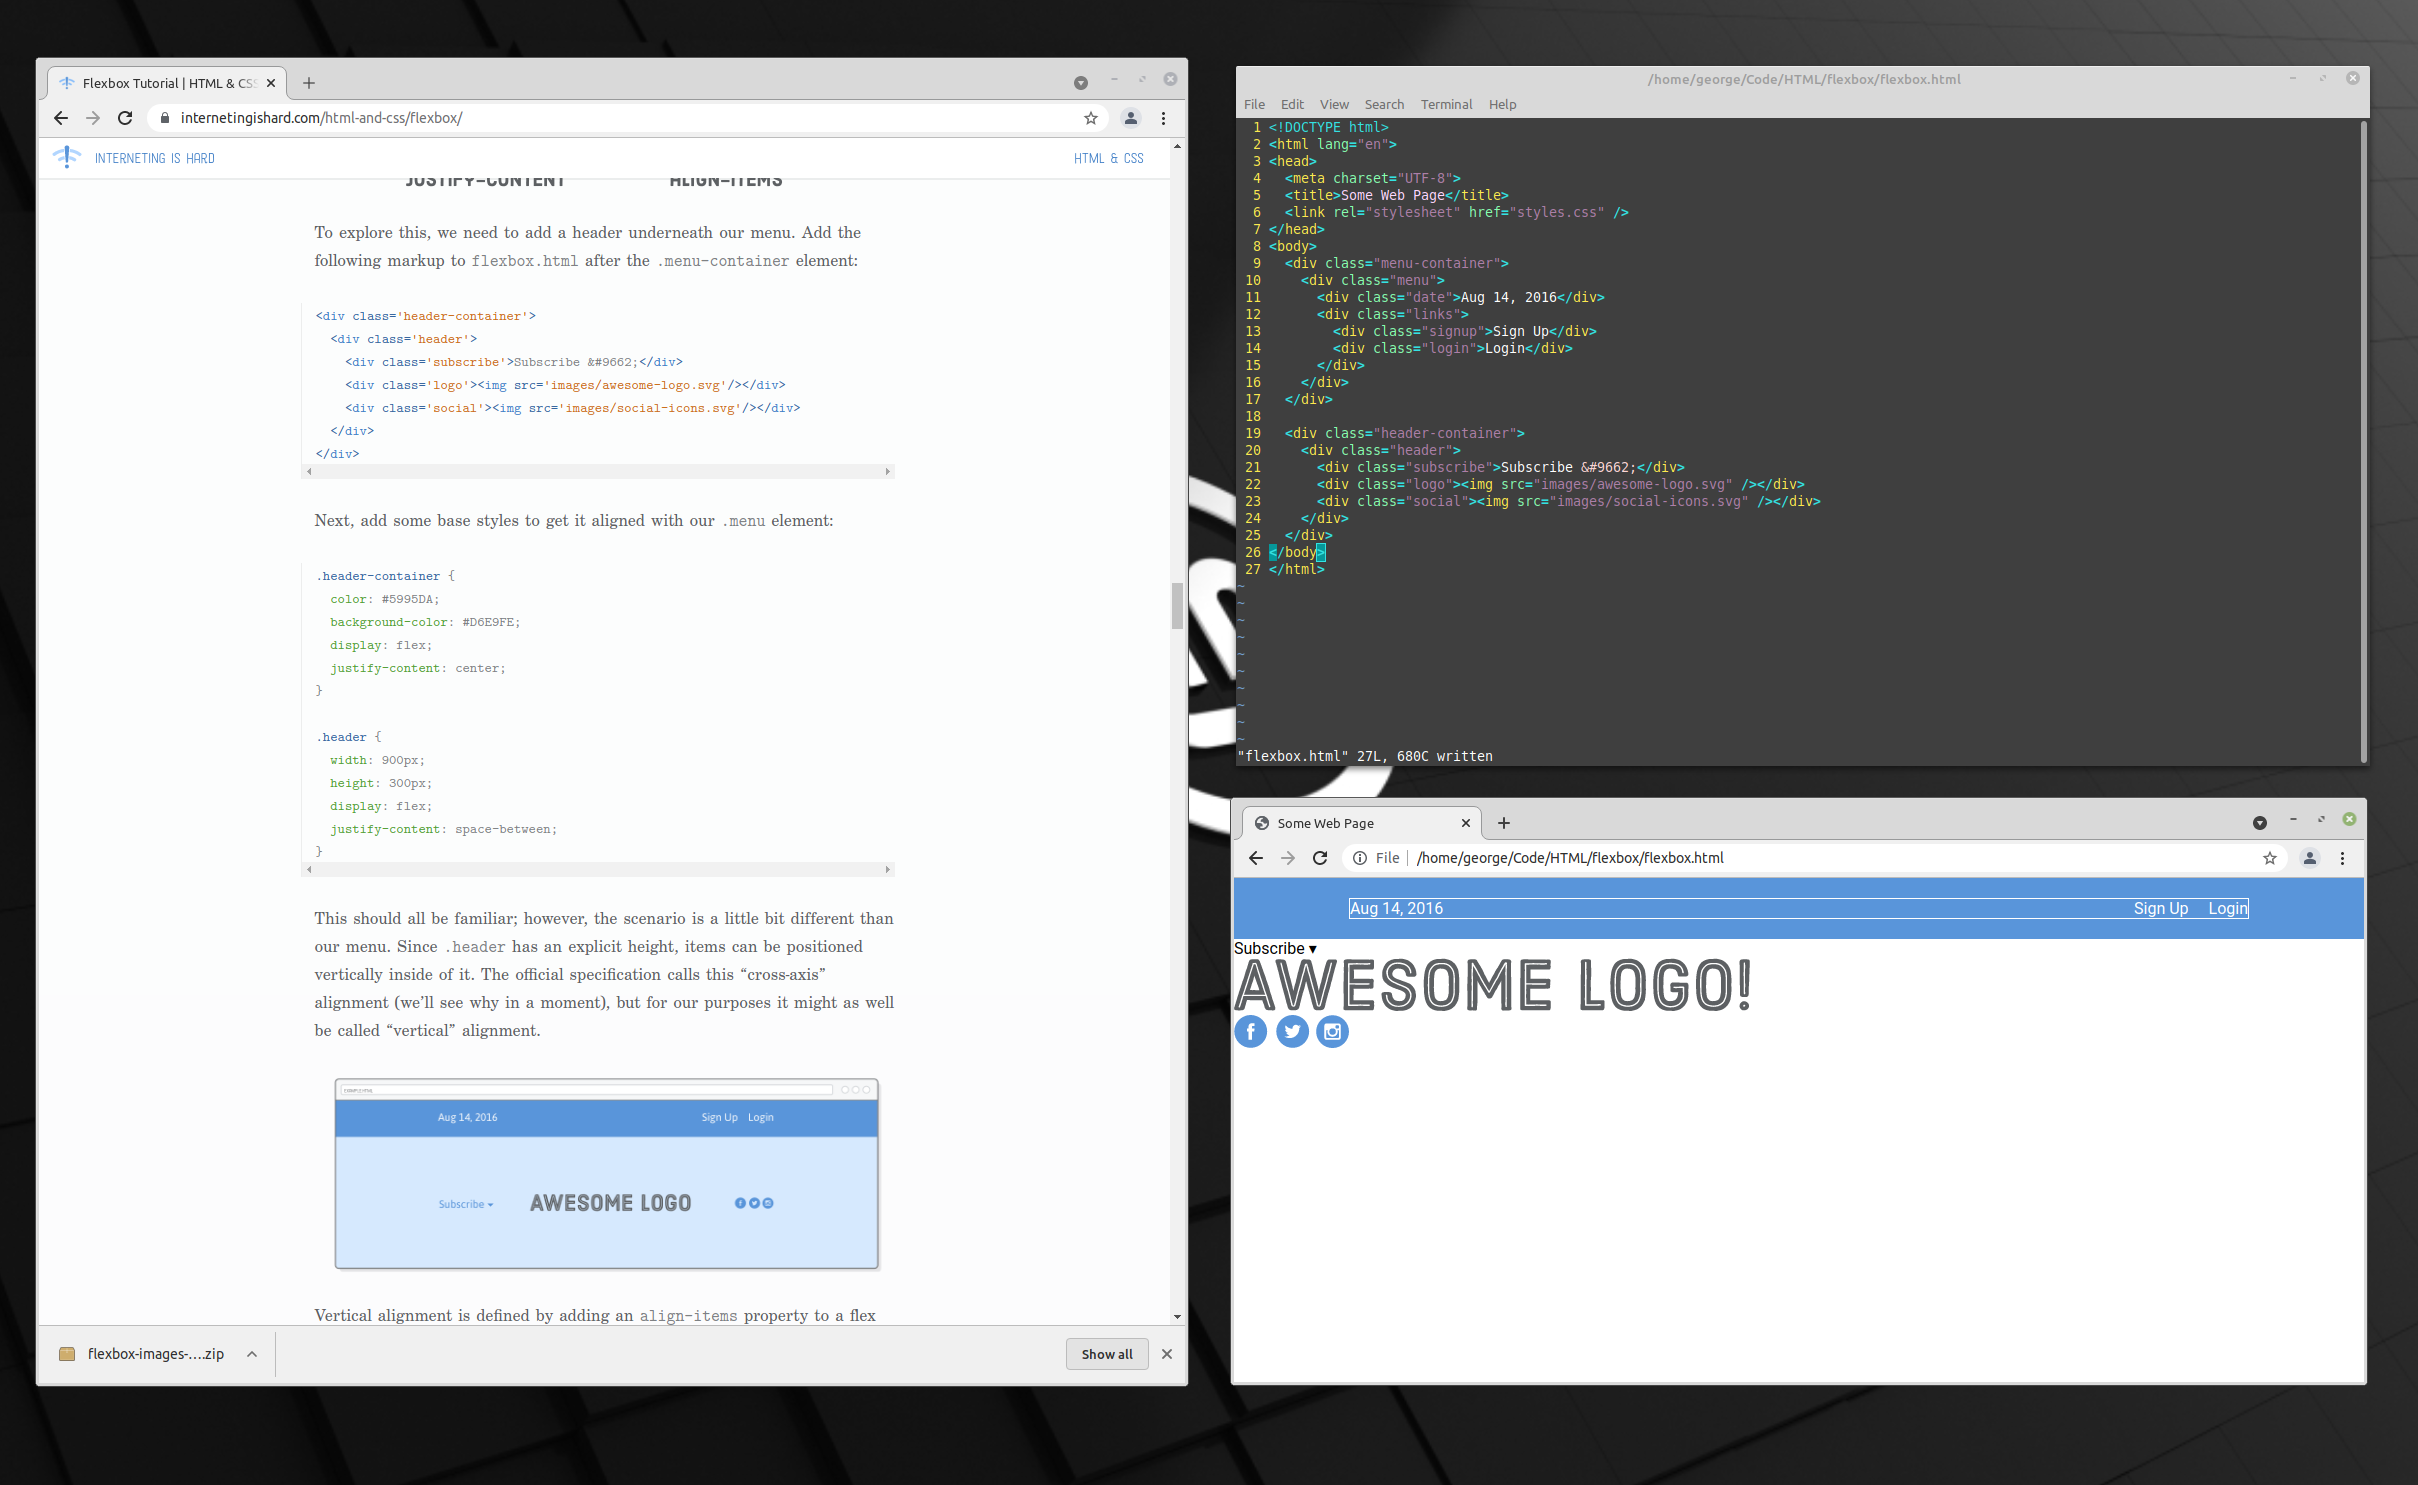 Flexbox Tutorial | HTML & CSS
internetingishard.com/html-and-css/flexbox/
INTERNETING IS HARD
HTML & CSS
JUSTIFY-CONTENT ALIGN-ITEMS
To explore this, we need to add a header underneath our menu. Add the
following markup to flexbox.html after the .menu-container element:
<div class='header-container'>
<div class='header'>
<div class='subscribe'>Subscribe &#9662;</div>
<div class='logo'><img src='images/awesome-logo.svg'/></div>
<div class='social'><img src='images/social-icons.svg'/></div>
</div>
</div>
Next, add some base styles to get it aligned with our .menu element:
.header-container {
color: #5995DA;
background-color: #D6E9FE;
display: flex;
justify-content: center;
}
.header {
width: 900px;
height: 300px;
display: flex;
justify-content: space-between;
}
This should all be familiar; however, the scenario is a little bit different than
our menu. Since .header has an explicit height, items can be positioned
vertically inside of it. The official specification calls this “cross-axis”
alignment (we’ll see why in a moment), but for our purposes it might as well
be called “vertical” alignment.
Aug 14, 2016 Sign Up Login
Subscribe ▾ AWESOME LOGO
Vertical alignment is defined by adding an align-items property to a flex
flexbox-images-....zip
Show all
/home/george/Code/HTML/flexbox/flexbox.html
File Edit View Search Terminal Help
1 <!DOCTYPE html>
2 <html lang="en">
3 <head>
4 <meta charset="UTF-8">
5 <title>Some Web Page</title>
6 <link rel="stylesheet" href="styles.css" />
7 </head>
8 <body>
9 <div class="menu-container">
10 <div class="menu">
11 <div class="date">Aug 14, 2016</div>
12 <div class="links">
13 <div class="signup">Sign Up</div>
14 <div class="login">Login</div>
15 </div>
16 </div>
17 </div>
18
19 <div class="header-container">
20 <div class="header">
21 <div class="subscribe">Subscribe &#9662;</div>
22 <div class="logo"><img src="images/awesome-logo.svg" /></div>
23 <div class="social"><img src="images/social-icons.svg" /></div>
24 </div>
25 </div>
26 </body>
27 </html>
~
~
~
~
~
~
~
~
~
~
"flexbox.html" 27L, 680C written
Some Web Page
File /home/george/Code/HTML/flexbox/flexbox.html
Aug 14, 2016 Sign Up Login
Subscribe ▾
AWESOME LOGO!